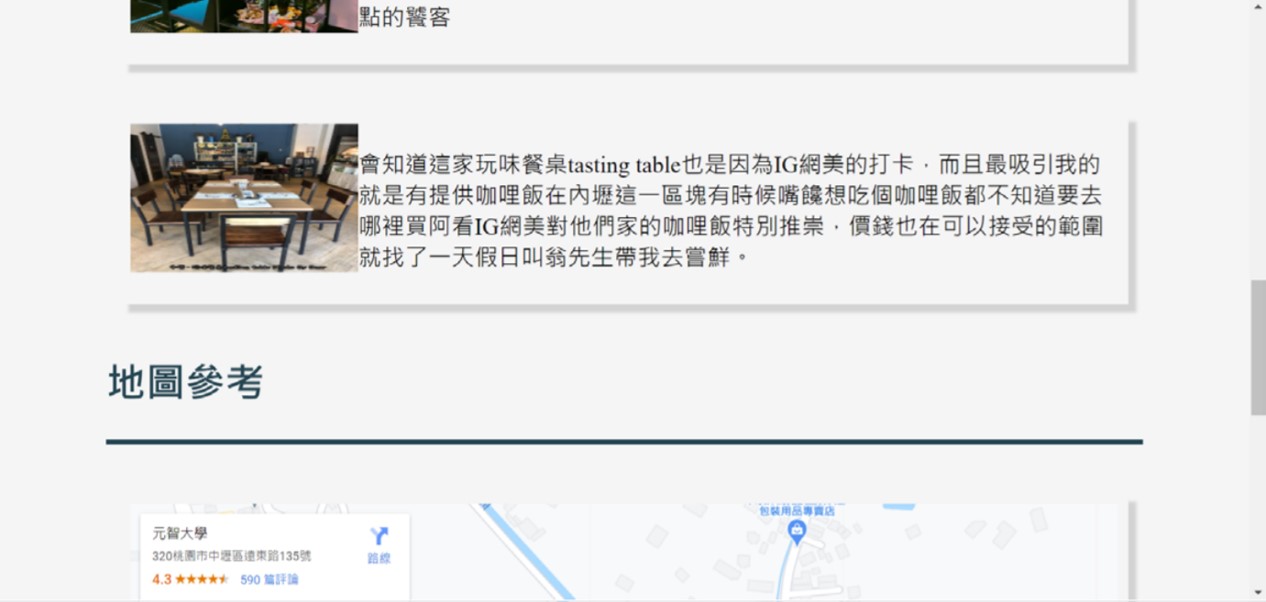 點的饕客
會知道這家玩味餐桌tasting table也是因為IG網美的打卡，而且最吸引我的
就是有提供咖哩飯在內壢這一區塊有時候嘴饞想吃個咖哩飯都不知道要去
哪裡買阿看IG網美對他們家的咖哩飯特別推崇，價錢也在可以接受的範圍
就找了一天假日叫翁先生帶我去嘗鮮。
地圖參考
包裝用品專賣店
元智大學
320桃園市中壢區遠東路135號
路線
4.3 590 篇評論